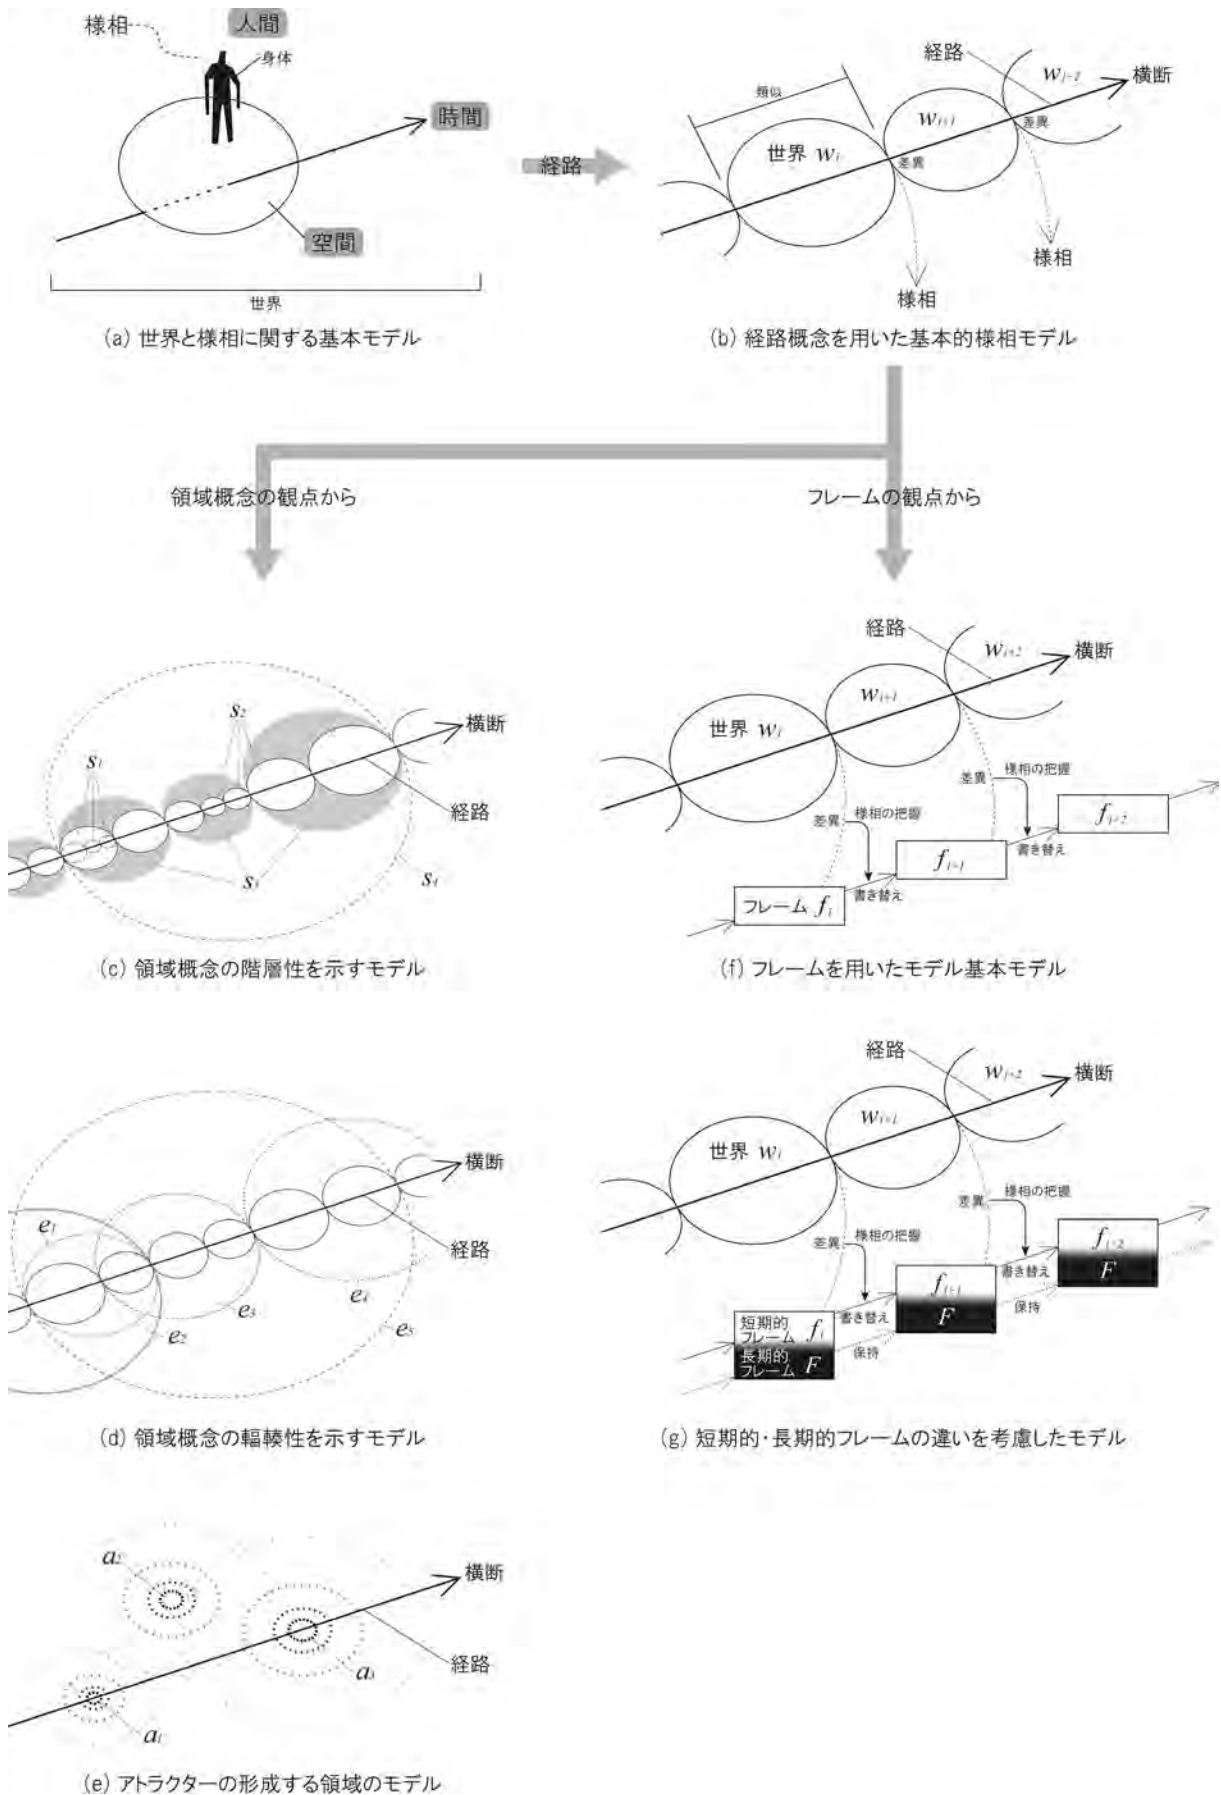 様相
人間
身体
時間
空間
世界
(a) 世界と様相に関する基本モデル
経路
経路
wi+2
横断
類似
wi+1
差異
世界 wi
差異
様相
様相
(b) 経路概念を用いた基本的様相モデル
領域概念の観点から
フレームの観点から
s2
横断
s1
経路
s3
s4
(c) 領域概念の階層性を示すモデル
経路
wi+2
横断
wi+1
世界 wi
差異
様相の把握
fi+2
差異
様相の把握
書き替え
fi+1
書き替え
フレーム fi
(f) フレームを用いたモデル基本モデル
横断
e1
経路
e4
e3
e2
e5
(d) 領域概念の輻輳性を示すモデル
経路
wi+2
横断
wi+1
世界 wi
差異
様相の把握
fi+2
F
差異
様相の把握
書き替え
fi+1
F
保持
書き替え
短期的
フレーム fi
長期的
フレーム F
保持
(g) 短期的・長期的フレームの違いを考慮したモデル
a2
横断
経路
a3
a1
(e) アトラクターの形成する領域のモデル